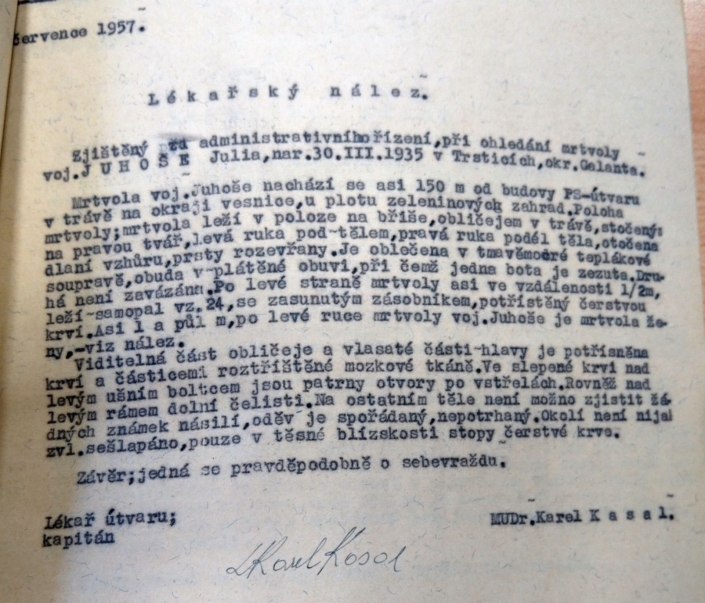 července 1957.
Lékařský nález.
Zjištěný za administrativního řízení,při ohledání mrtvoly
voj.JUHOŠE Julia,nar.30.III.1935 v Trsticích,okr.Galanta.
Mrtvola voj.Juhoše nachází se asi 150 m od budovy PS-útvaru
v trávě na okraji vesnice,u plotu zeleninových zahrad.Poloha
mrtvoly;mrtvola leží v poloze na břiše,obličejem v trávě,stočený:
na pravou tvář,levá ruka pod-tělem,pravá ruka podál těla,otočena
dlaní vzhůru,prsty rozevřany.Je oblečena v tmavěmodré teplákové
soupravě,obuda v-plátěné obuvi,při čemž jedna bota je zezuta.Dru-
há není zavázána.Po levé straně mrtvoly asi ve vzdálenosti 1/2m,
leží-samopal vz.24,se zasunutým zásobníkem,potřístěný čerstvou
krví.Asi 1 a půl m,po levé ruce mrtvoly voj.Juhoše je mrtvola že-
ny,-viz nález.
Viditelná část obličeje a vlasaté části-hlavy je potřísněna
krví a částicemi roztříštěné mozkové tkáně.Ve slepené krvi nad
levým ušním boltcem jsou patrny otvory po vstřelách.Rovněž nad
levým rámem dolní čelisti.Na ostatním těle není možno zjistit žá-
dných známek násilí,oděv je spořádaný,nepotrhaný.Okolí není nijak
zvl.sešlapáno,pouze v těsné blízskosti stopy čerstvé krve.
Závěr;jedná se pravděpodobně o sebevraždu.
Lékař útvaru;
kapitán
MUDr.Karel Kasal.